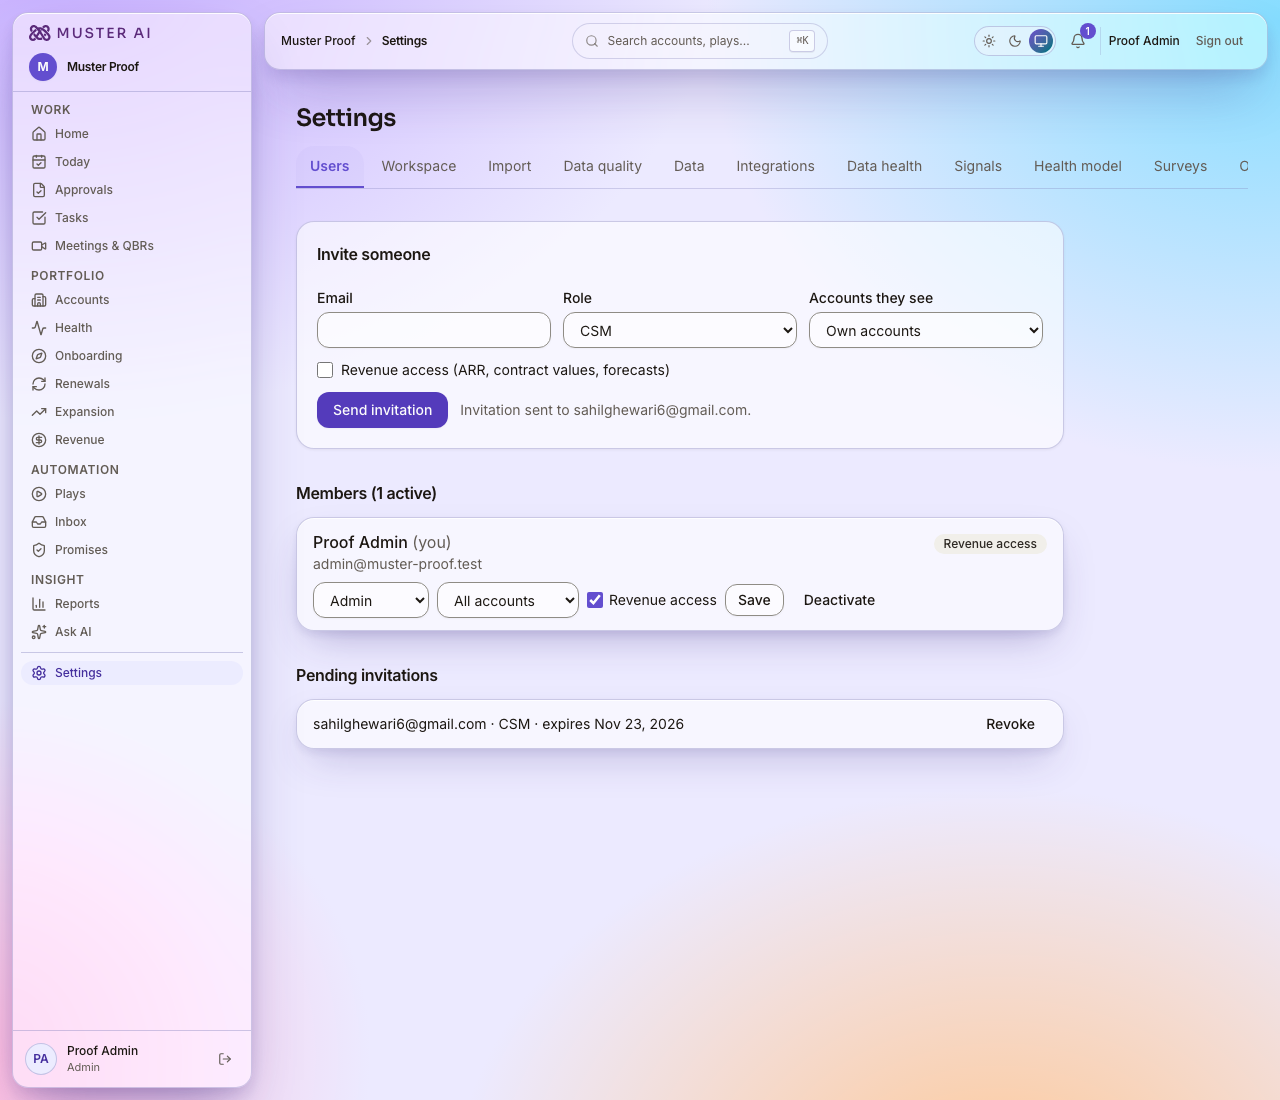 MUSTER AI
M
Muster Proof
WORK
Home
Today
Approvals
Tasks
Meetings & QBRs
PORTFOLIO
Accounts
Health
Onboarding
Renewals
Expansion
Revenue
AUTOMATION
Plays
Inbox
Promises
INSIGHT
Reports
Ask AI
Settings
PA
Proof Admin
Admin
Muster Proof Settings
Search accounts, plays...
⌘K
1
Proof Admin
Sign out
Settings
Users Workspace Import Data quality Data Integrations Data health Signals Health model Surveys
Invite someone
Email Role Accounts they see
CSM Own accounts
Revenue access (ARR, contract values, forecasts)
Send invitation Invitation sent to sahilghewari6@gmail.com.
Members (1 active)
Proof Admin (you) Revenue access
admin@muster-proof.test
Admin All accounts Revenue access Save Deactivate
Pending invitations
sahilghewari6@gmail.com · CSM · expires Nov 23, 2026 Revoke